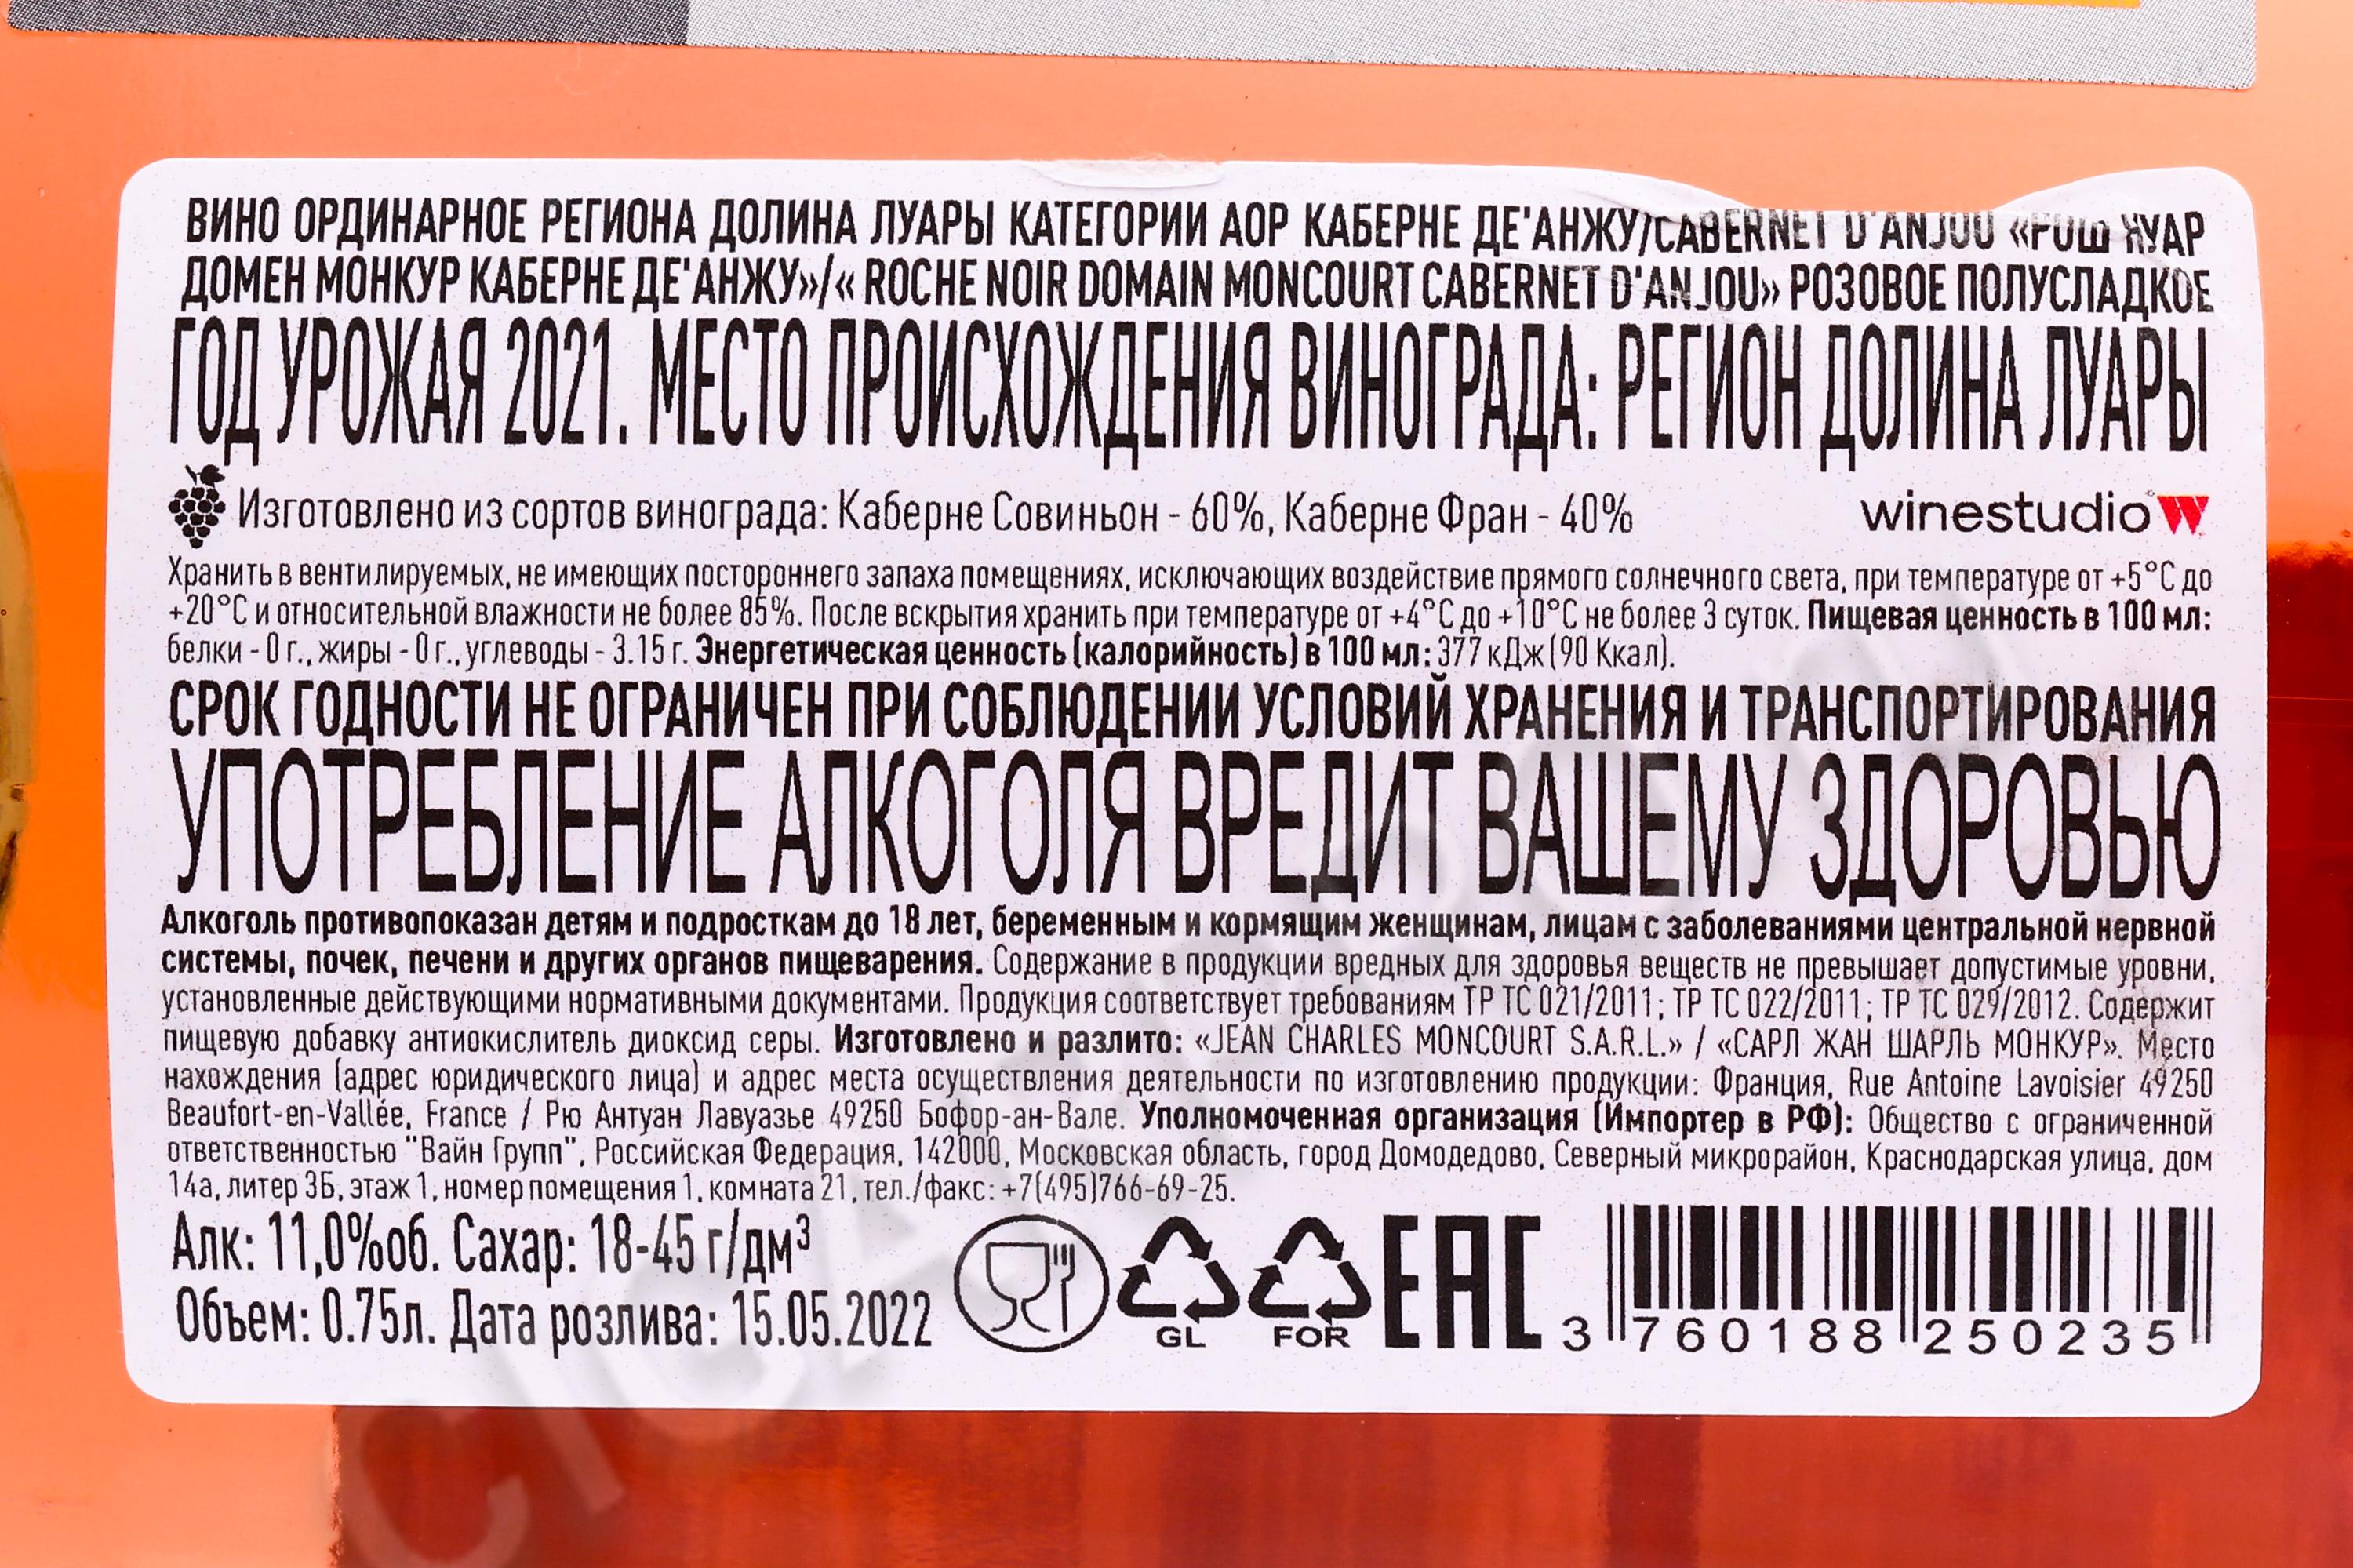 ВИНО ОРДИНАРНОЕ РЕГИОНА ДОЛИНА ЛУАРЫ КАТЕГОРИИ АОР КАБЕРНЕ ДЕ'АНЖУ/CABERNET D'ANJOU «РОШ НУАР
ДОМЕН МОНКУР КАБЕРНЕ ДЕ'АНЖУ»/« ROCHE NOIR DOMAIN MONCOURT CABERNET D'ANJOU» РОЗОВОЕ ПОЛУСЛАДКОЕ
ГОД УРОЖАЯ 2021. МЕСТО ПРОИСХОЖДЕНИЯ ВИНОГРАДА: РЕГИОН ДОЛИНА ЛУАРЫ
Изготовлено из сортов винограда: Каберне Совиньон - 60%, Каберне Фран - 40%
winestudio
Хранить в вентилируемых, не имеющих постороннего запаха помещениях, исключающих воздействие прямого солнечного света, при температуре от +5°С до
+20°С и относительной влажности не более 85%. После вскрытия хранить при температуре от +4°С до +10°С не более 3 суток. Пищевая ценность в 100 мл:
белки - 0 г., жиры - 0 г., углеводы - 3.15 г. Энергетическая ценность (калорийность) в 100 мл: 377 кДж (90 Ккал).
СРОК ГОДНОСТИ НЕ ОГРАНИЧЕН ПРИ СОБЛЮДЕНИИ УСЛОВИЙ ХРАНЕНИЯ И ТРАНСПОРТИРОВАНИЯ
УПОТРЕБЛЕНИЕ АЛКОГОЛЯ ВРЕДИТ ВАШЕМУ ЗДОРОВЬЮ
Алкоголь противопоказан детям и подросткам до 18 лет, беременным и кормящим женщинам, лицам с заболеваниями центральной нервной
системы, почек, печени и других органов пищеварения. Содержание в продукции вредных для здоровья веществ не превышает допустимые уровни,
установленные действующими нормативными документами. Продукция соответствует требованиям ТР ТС 021/2011; ТР ТС 022/2011; ТР ТС 029/2012. Содержит
пищевую добавку антиокислитель диоксид серы. Изготовлено и разлито: «JEAN CHARLES MONCOURT S.A.R.L.» / «САРЛ ЖАН ШАРЛЬ МОНКУР». Место
нахождения (адрес юридического лица) и адрес места осуществления деятельности по изготовлению продукции: Франция, Rue Antoine Lavoisier 49250
Beaufort-en-Vallée, France / Рю Антуан Лавуазье 49250 Бофор-ан-Вале. Уполномоченная организация (Импортер в РФ): Общество с ограниченной
ответственностью "Вайн Групп", Российская Федерация, 142000, Московская область, город Домодедово, Северный микрорайон, Краснодарская улица, дом
14а, литер 3Б, этаж 1, номер помещения 1, комната 21, тел./факс: +7(495)766-69-25.
Алк: 11,0%об. Сахар: 18-45 г/дм³
Объем: 0.75л. Дата розлива: 15.05.2022
GL
FOR
EAC
3 760188 250235